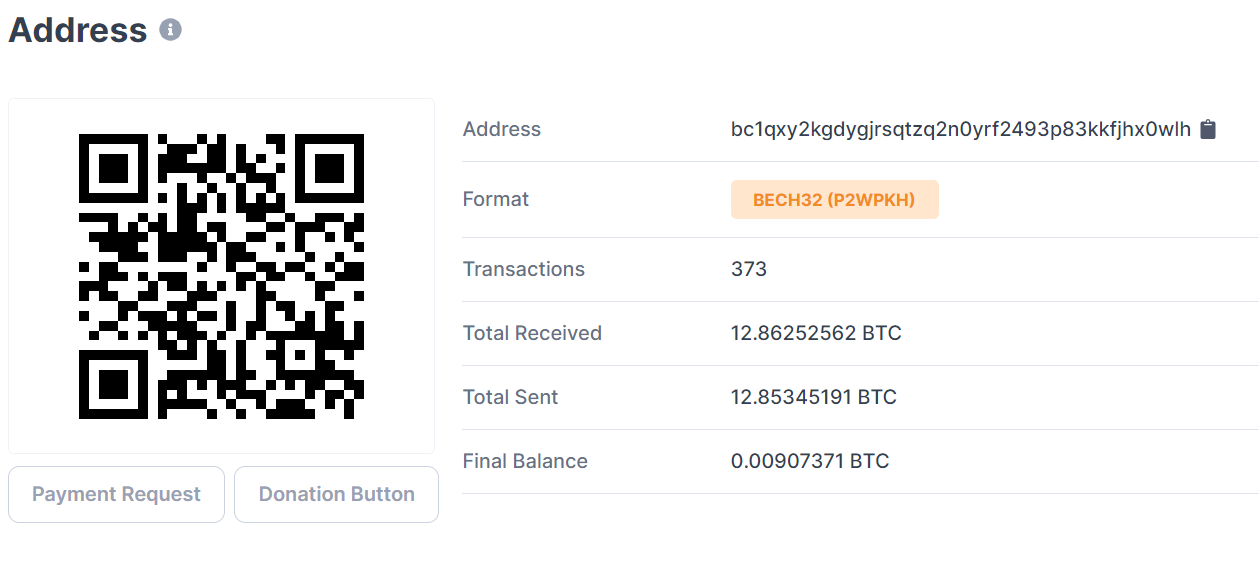 Address
Address bc1qxy2kgdygjrsqtzq2n0yrf2493p83kkfjhx0wlh
Format BECH32 (P2WPKH)
Transactions 373
Total Received 12.86252562 BTC
Total Sent 12.85345191 BTC
Final Balance 0.00907371 BTC
Payment Request Donation Button